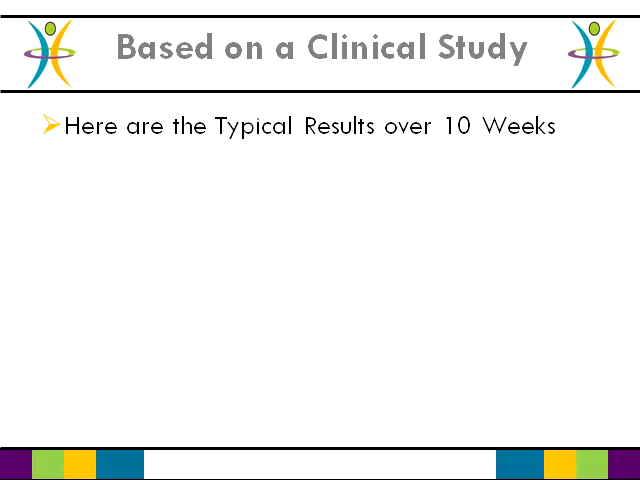 Based on a Clinical Study
Here are the Typical Results over 10 Weeks